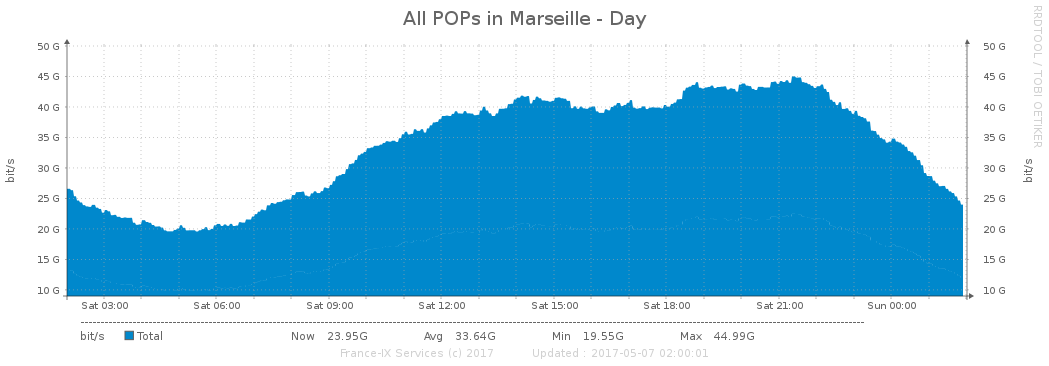 All POPs in Marseille - Day
RRDTOOL / TOBI OETIKER
50 G 50 G
45 G 45 G
40 G 40 G
35 G 35 G
30 G 30 G
25 G 25 G
20 G 20 G
15 G 15 G
10 G 10 G
bit/s bit/s
Sat 03:00 Sat 06:00 Sat 09:00 Sat 12:00 Sat 15:00 Sat 18:00 Sat 21:00 Sun 00:00
bit/s Total Now 23.95G Avg 33.64G Min 19.55G Max 44.99G
France-IX Services (c) 2017 Updated : 2017-05-07 02:00:01